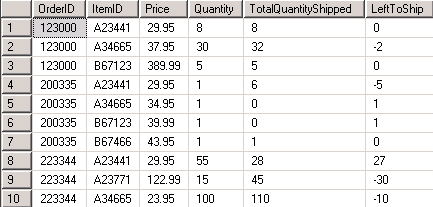 OrderID ItemID Price Quantity TotalQuantityShipped LeftToShip
1 123000 A23441 29.95 8 8 0
2 123000 A34665 37.95 30 32 -2
3 123000 B67123 389.99 5 5 0
4 200335 A23441 29.95 1 6 -5
5 200335 A34665 34.95 1 0 1
6 200335 B67123 39.99 1 0 1
7 200335 B67466 43.95 1 1 0
8 223344 A23441 29.95 55 28 27
9 223344 A23771 122.99 15 45 -30
10 223344 A34665 23.95 100 110 -10